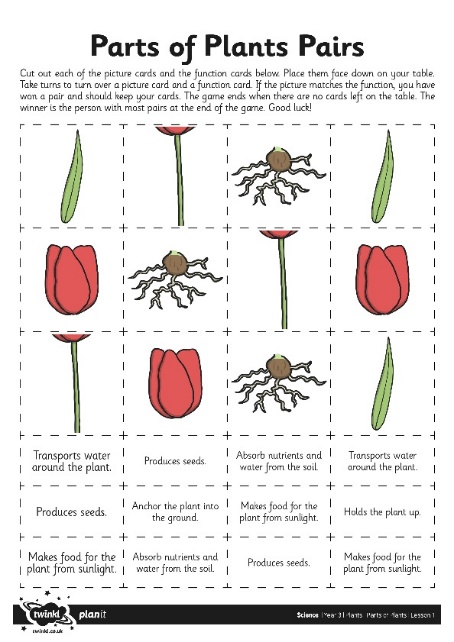 Parts of Plants Pairs
Cut out each of the picture cards and the function cards below. Place them face down on your table.
Take turns to turn over a picture card and a function card. If the picture matches the function, you have
won a pair and should keep your cards. The game ends when there are no cards left on the table. The
winner is the person with most pairs at the end of the game. Good luck!
Transports water
around the plant.
Produces seeds.
Absorb nutrients and
water from the soil.
Transports water
around the plant.
Produces seeds.
Anchor the plant into
the ground.
Makes food for the
plant from sunlight.
Holds the plant up.
Makes food for the
plant from sunlight.
Absorb nutrients and
water from the soil.
Produces seeds.
Makes food for the
plant from sunlight.
twinkl planit
twinkl.co.uk
Science | Year 3 | Plants | Parts of Plants | Lesson 1